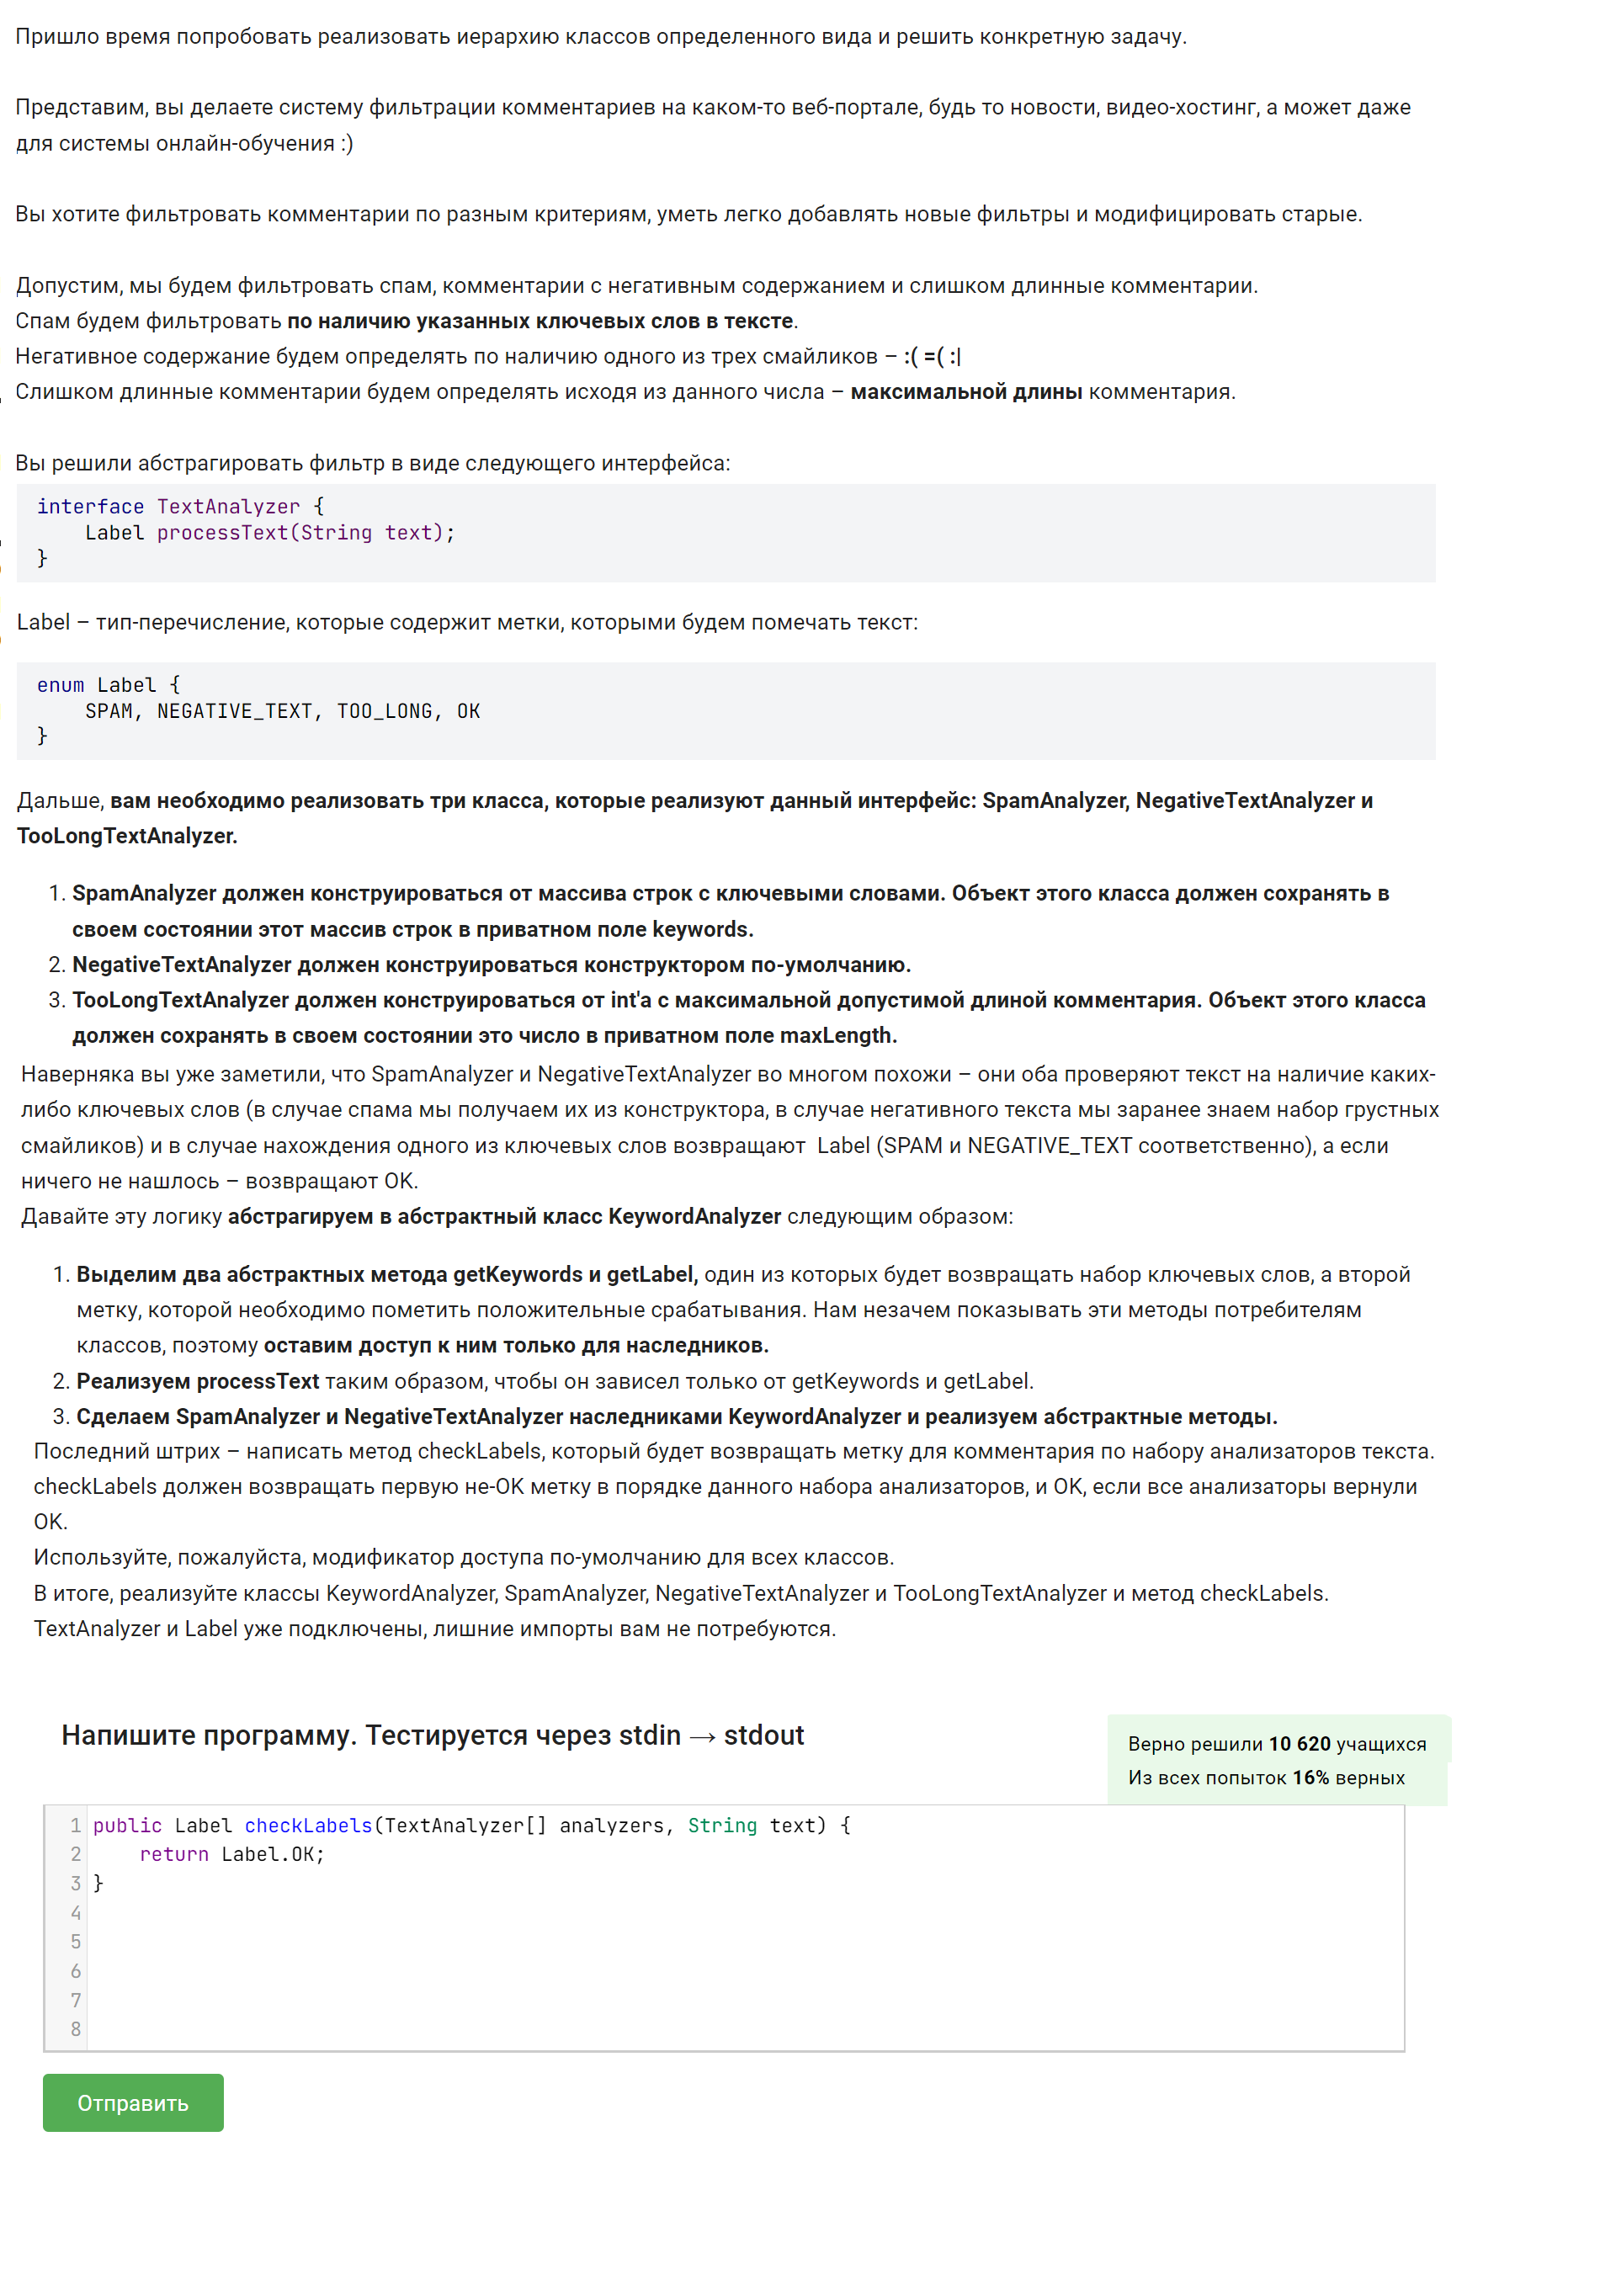 Пришло время попробовать реализовать иерархию классов определенного вида и решить конкретную задачу.
Представим, вы делаете систему фильтрации комментариев на каком-то веб-портале, будь то новости, видео-хостинг, а может даже
для системы онлайн-обучения :)
Вы хотите фильтровать комментарии по разным критериям, уметь легко добавлять новые фильтры и модифицировать старые.
Допустим, мы будем фильтровать спам, комментарии с негативным содержанием и слишком длинные комментарии.
Спам будем фильтровать по наличию указанных ключевых слов в тексте.
Негативное содержание будем определять по наличию одного из трех смайликов – :( =( :|
Слишком длинные комментарии будем определять исходя из данного числа – максимальной длины комментария.
Вы решили абстрагировать фильтр в виде следующего интерфейса:
interface TextAnalyzer {
    Label processText(String text);
}
Label – тип-перечисление, которые содержит метки, которыми будем помечать текст:
enum Label {
    SPAM, NEGATIVE_TEXT, TOO_LONG, OK
}
Дальше, вам необходимо реализовать три класса, которые реализуют данный интерфейс: SpamAnalyzer, NegativeTextAnalyzer и
TooLongTextAnalyzer.
1. SpamAnalyzer должен конструироваться от массива строк с ключевыми словами. Объект этого класса должен сохранять в
своем состоянии этот массив строк в приватном поле keywords.
2. NegativeTextAnalyzer должен конструироваться конструктором по-умолчанию.
3. TooLongTextAnalyzer должен конструироваться от int'а с максимальной допустимой длиной комментария. Объект этого класса
должен сохранять в своем состоянии это число в приватном поле maxLength.
Наверняка вы уже заметили, что SpamAnalyzer и NegativeTextAnalyzer во многом похожи – они оба проверяют текст на наличие каких-
либо ключевых слов (в случае спама мы получаем их из конструктора, в случае негативного текста мы заранее знаем набор грустных
смайликов) и в случае нахождения одного из ключевых слов возвращают  Label (SPAM и NEGATIVE_TEXT соответственно), а если
ничего не нашлось – возвращают OK.
Давайте эту логику абстрагируем в абстрактный класс KeywordAnalyzer следующим образом:
1. Выделим два абстрактных метода getKeywords и getLabel, один из которых будет возвращать набор ключевых слов, а второй
метку, которой необходимо пометить положительные срабатывания. Нам незачем показывать эти методы потребителям
классов, поэтому оставим доступ к ним только для наследников.
2. Реализуем processText таким образом, чтобы он зависел только от getKeywords и getLabel.
3. Сделаем SpamAnalyzer и NegativeTextAnalyzer наследниками KeywordAnalyzer и реализуем абстрактные методы.
Последний штрих – написать метод checkLabels, который будет возвращать метку для комментария по набору анализаторов текста.
checkLabels должен возвращать первую не-OK метку в порядке данного набора анализаторов, и OK, если все анализаторы вернули
OK.
Используйте, пожалуйста, модификатор доступа по-умолчанию для всех классов.
В итоге, реализуйте классы KeywordAnalyzer, SpamAnalyzer, NegativeTextAnalyzer и TooLongTextAnalyzer и метод checkLabels.
TextAnalyzer и Label уже подключены, лишние импорты вам не потребуются.
Напишите программу. Тестируется через stdin → stdout
Верно решили 10 620 учащихся
Из всех попыток 16% верных
1 public Label checkLabels(TextAnalyzer[] analyzers, String text) {
2     return Label.OK;
3 }
4
5
6
7
8
Отправить